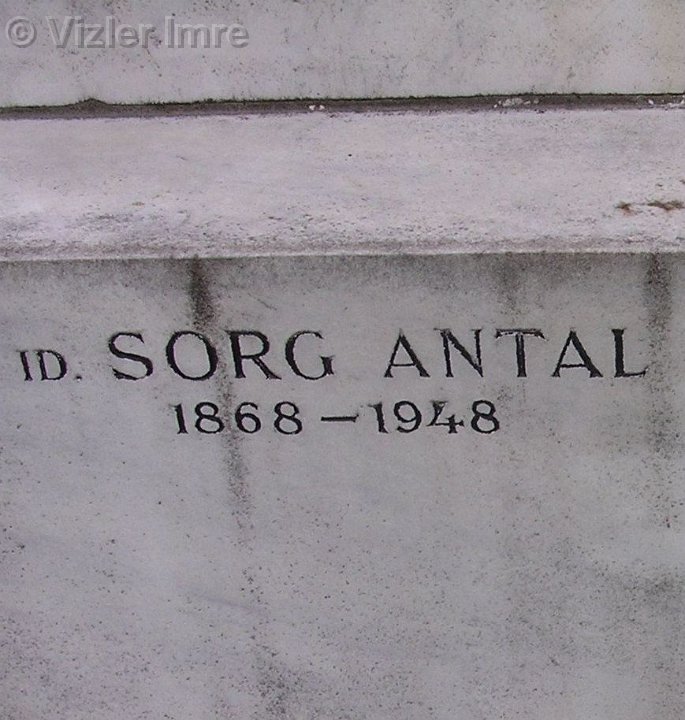 © Vizler Imre
ID. SORG ANTAL
1868 – 1948